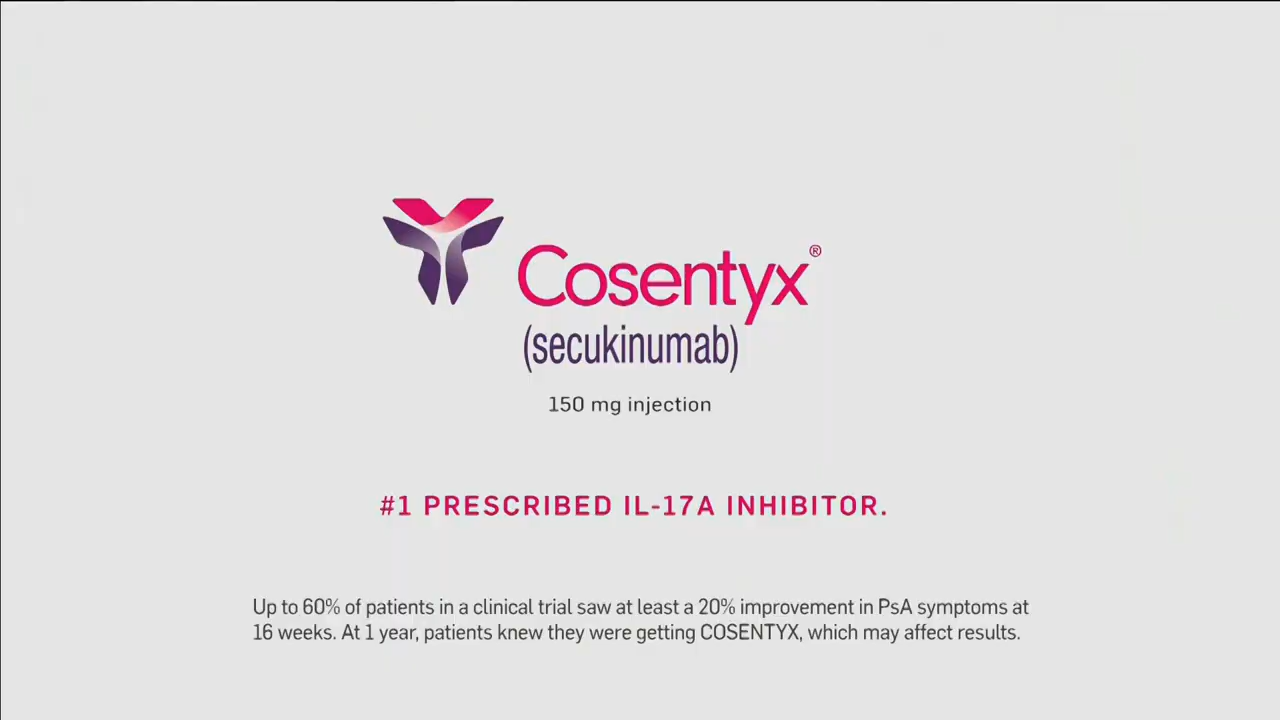 Cosentyx®
(secukinumab)
150 mg injection
#1 PRESCRIBED IL-17A INHIBITOR.
Up to 60% of patients in a clinical trial saw at least a 20% improvement in PsA symptoms at
16 weeks. At 1 year, patients knew they were getting COSENTYX, which may affect results.